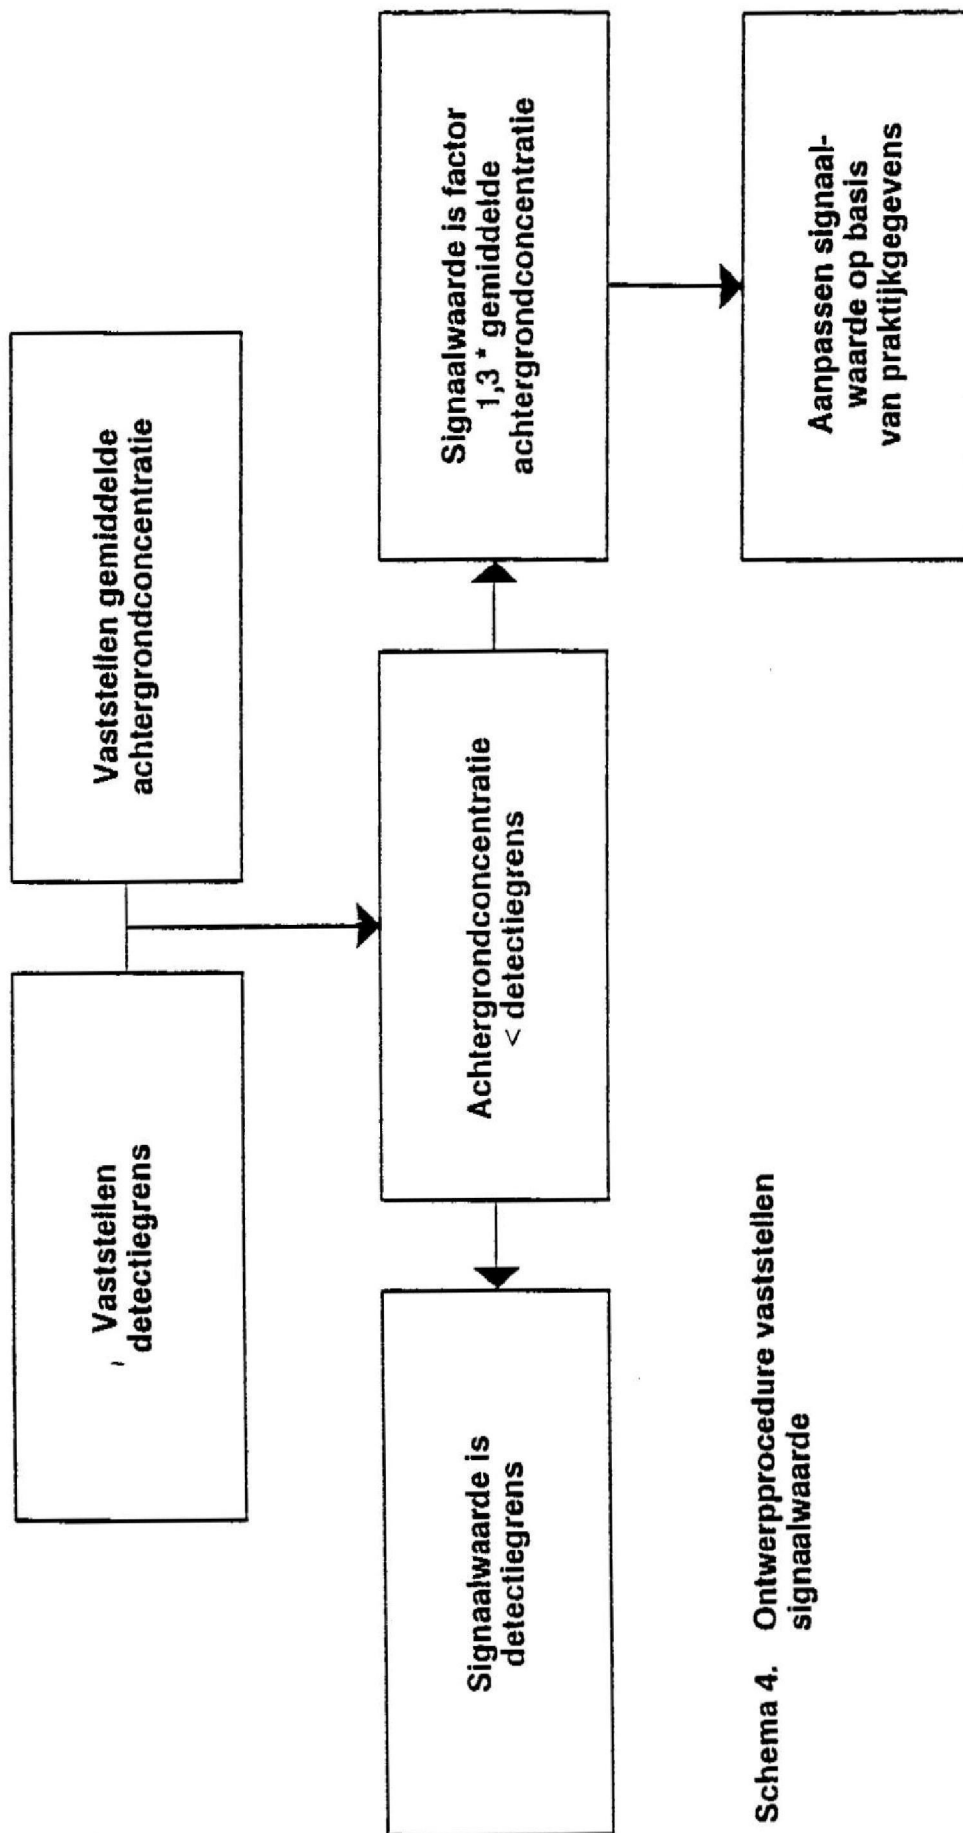 Vaststellen
detectiegrens
Vaststellen gemiddelde
achtergrondconcentratie
Signaalwaarde is
detectiegrens
Achtergrondconcentratie
< detectiegrens
Signaalwaarde is factor
1,3 * gemiddelde
achtergrondconcentratie
Aanpassen signaal-
waarde op basis
van praktijkgegevens
Schema 4. Ontwerpprocedure vaststellen
signaalwaarde